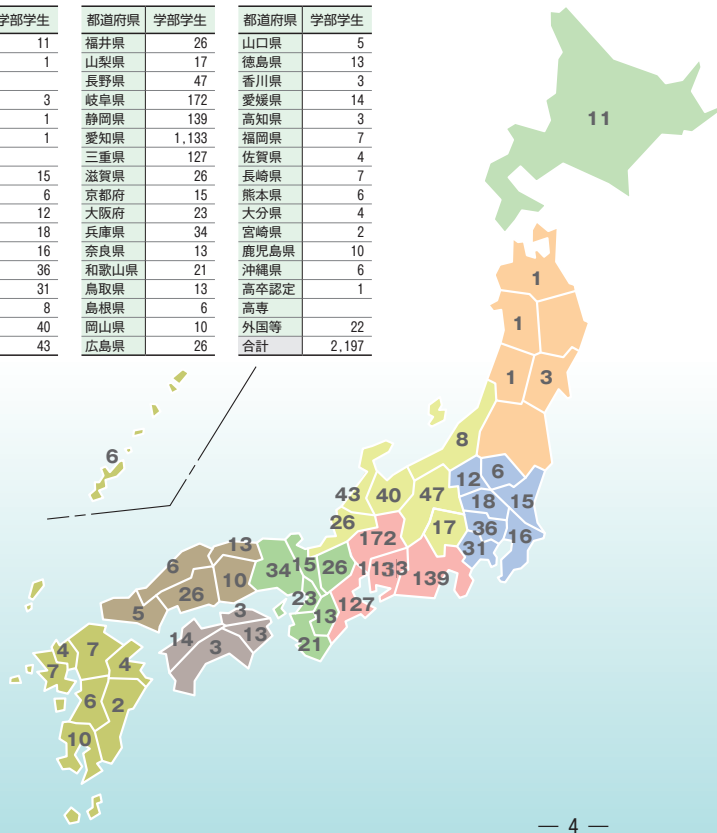 学部学生
11
1
3
1
1
15
6
12
18
16
36
31
8
40
43
都道府県 学部学生
福井県 26
山梨県 17
長野県 47
岐阜県 172
静岡県 139
愛知県 1,133
三重県 127
滋賀県 26
京都府 15
大阪府 23
兵庫県 34
奈良県 13
和歌山県 21
鳥取県 13
島根県 6
岡山県 10
広島県 26
都道府県 学部学生
山口県 5
徳島県 13
香川県 3
愛媛県 14
高知県 3
福岡県 7
佐賀県 4
長崎県 7
熊本県 6
大分県 4
宮崎県 2
鹿児島県 10
沖縄県 6
高卒認定 1
高専
外国等 22
合計 2,197
11
1
1
1 3
8
6
12 6
43 40 47 18 15
26 17 36 16
172 31
13
6 34 15 26 1133 139
26 10
23 127
5 3 13
14 3 13 21
4 7 4
7
6 2
10
— 4 —